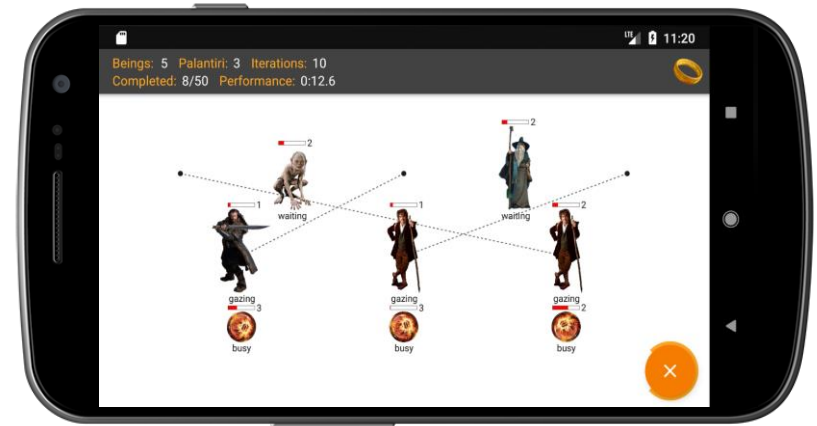 LTE 11:20
Beings: 5 Palantiri: 3 Iterations: 10
Completed: 8/50 Performance: 0:12.6
2
2
waiting
waiting
1
1
2
gazing
gazing
gazing
3
3
2
busy
busy
busy